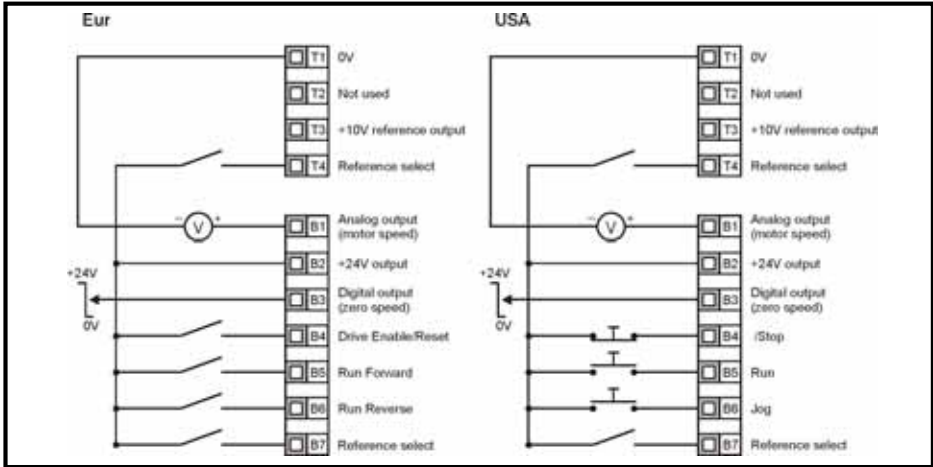 Eur
T1 0V
T2 Not used
T3 +10V reference output
T4 Reference select
− V +
B1 Analog output
(motor speed)
B2 +24V output
+24V
B3 Digital output
(zero speed)
0V
B4 Drive Enable/Reset
B5 Run Forward
B6 Run Reverse
B7 Reference select
USA
T1 0V
T2 Not used
T3 +10V reference output
T4 Reference select
− V +
B1 Analog output
(motor speed)
B2 +24V output
+24V
B3 Digital output
(zero speed)
0V
B4 /Stop
B5 Run
B6 Jog
B7 Reference select